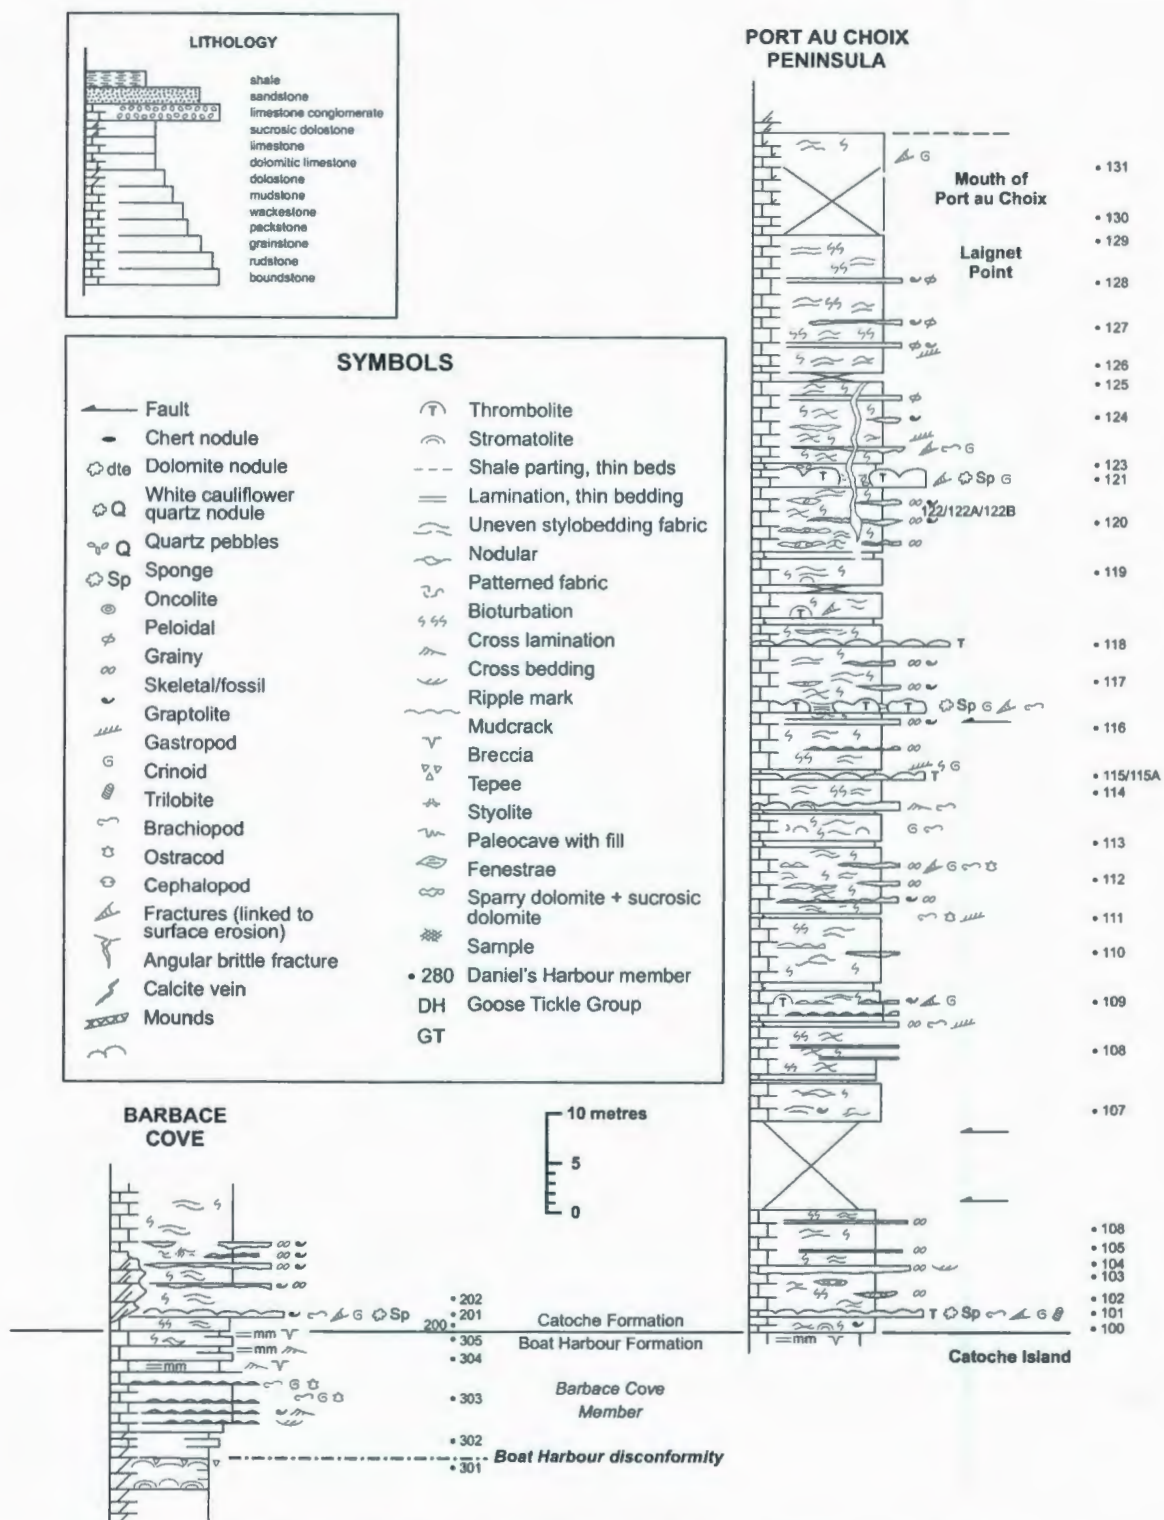 LITHOLOGY
shale
sandstone
limestone conglomerate
sucrosic dolostone
limestone
dolomitic limestone
dolostone
mudstone
wackestone
packstone
grainstone
rudstone
boundstone
SYMBOLS
Fault
Chert nodule
dte Dolomite nodule
White cauliflower
Q quartz nodule
Q Quartz pebbles
Sp Sponge
Oncolite
Peloidal
Grainy
Skeletal/fossil
Graptolite
Gastropod
G Crinoid
Trilobite
Brachiopod
Ostracod
Cephalopod
Fractures (linked to
surface erosion)
Angular brittle fracture
Calcite vein
Mounds
T Thrombolite
Stromatolite
Shale parting, thin beds
Lamination, thin bedding
Uneven stylobedding fabric
Nodular
Patterned fabric
Bioturbation
Cross lamination
Cross bedding
Ripple mark
Mudcrack
Breccia
Tepee
Styolite
Paleocave with fill
Fenestrae
Sparry dolomite + sucrosic
dolomite
Sample
• 280 Daniel's Harbour member
DH Goose Tickle Group
GT
BARBACE
COVE
10 metres
5
0
G Sp
mm
mm
mm
G
G
• 202
• 201
200 •
• 305
• 304
• 303
• 302
• 301
Catoche Formation
Boat Harbour Formation
Barbace Cove
Member
Boat Harbour disconformity
PORT AU CHOIX
PENINSULA
G
Mouth of
Port au Choix
Laignet
Point
• 131
• 130
• 129
• 128
• 127
• 126
• 125
• 124
G
• 123
T T Sp G
• 121
122/122A/122B
• 120
• 119
T
T
• 118
• 117
T T T Sp G
• 116
G
T
• 115/115A
• 114
G
• 113
G
• 112
• 111
• 110
T G
• 109
• 108
• 107
• 108
• 105
• 104
• 103
• 102
T Sp G
• 101
• 100
mm
Catoche Island